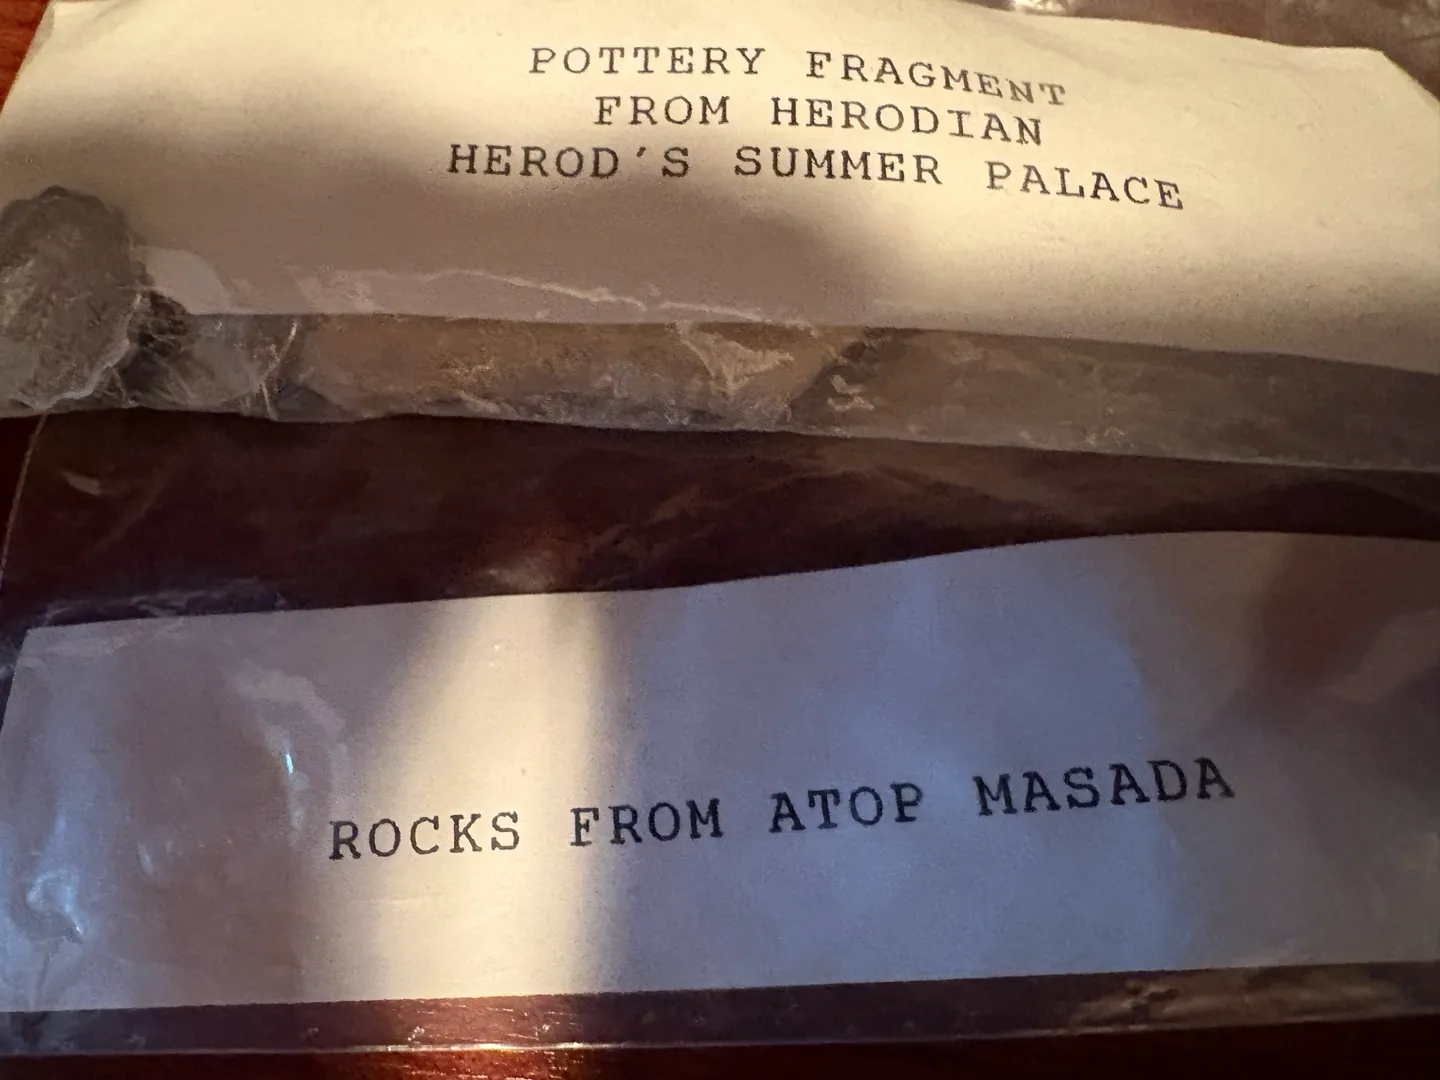 POTTERY FRAGMENT
FROM HERODIAN
HEROD'S SUMMER PALACE
ROCKS FROM ATOP MASADA